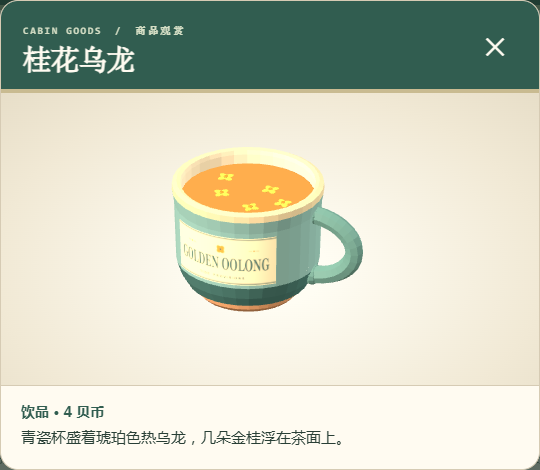 CABIN GOODS / 商品观赏
桂花乌龙
GOLDEN OOLONG
饮品 • 4 贝币
青瓷杯盛着琥珀色热乌龙，几朵金桂浮在茶面上。